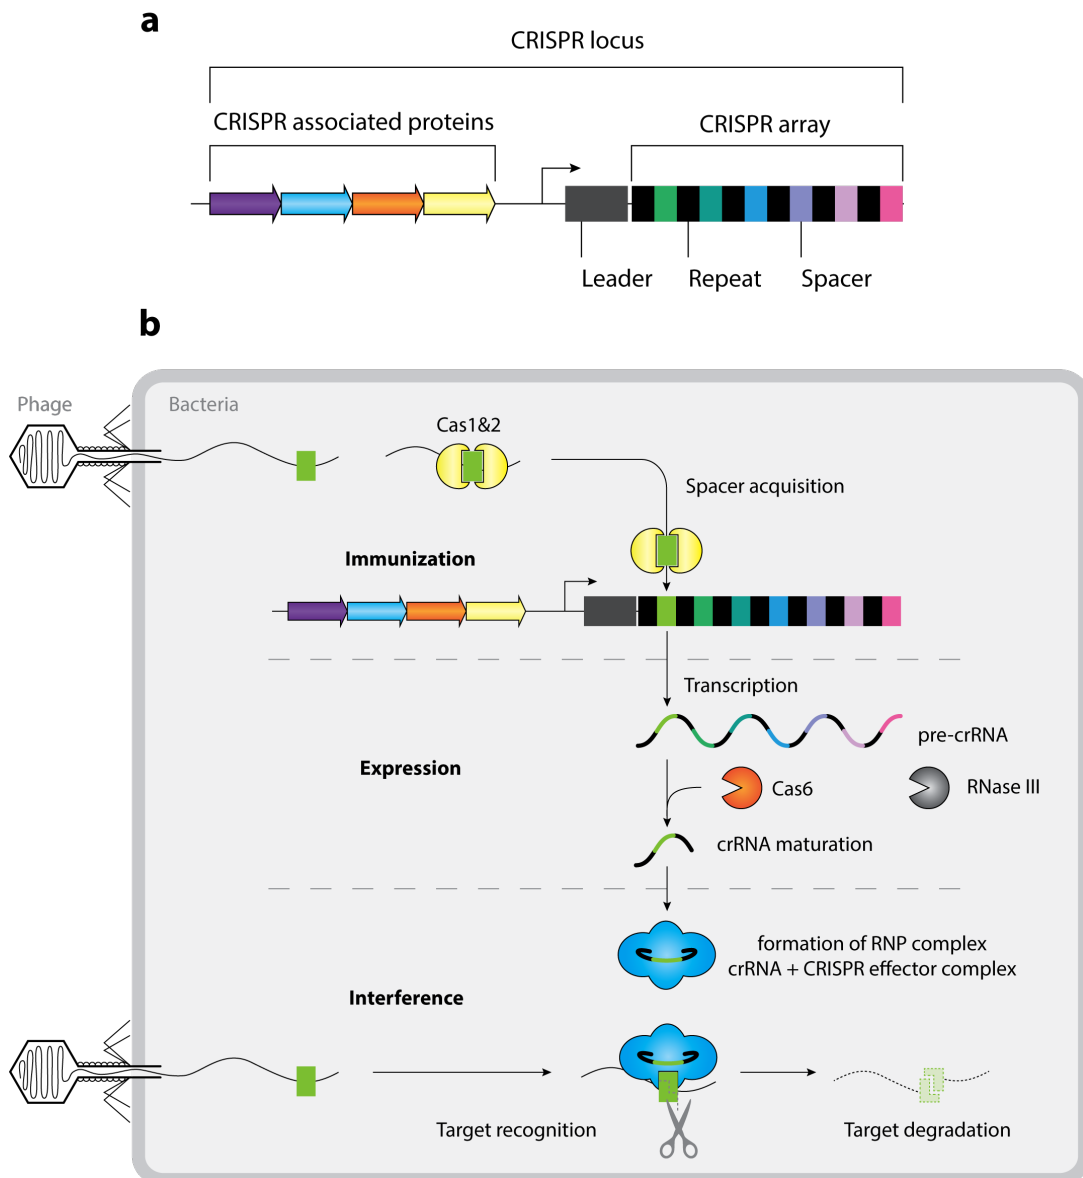 a
CRISPR locus
CRISPR associated proteins
CRISPR array
Leader
Repeat
Spacer
b
Phage
Bacteria
Cas1&2
Spacer acquisition
Immunization
Transcription
pre-crRNA
Expression
Cas6
RNase III
crRNA maturation
formation of RNP complex
crRNA + CRISPR effector complex
Interference
Target recognition
Target degradation